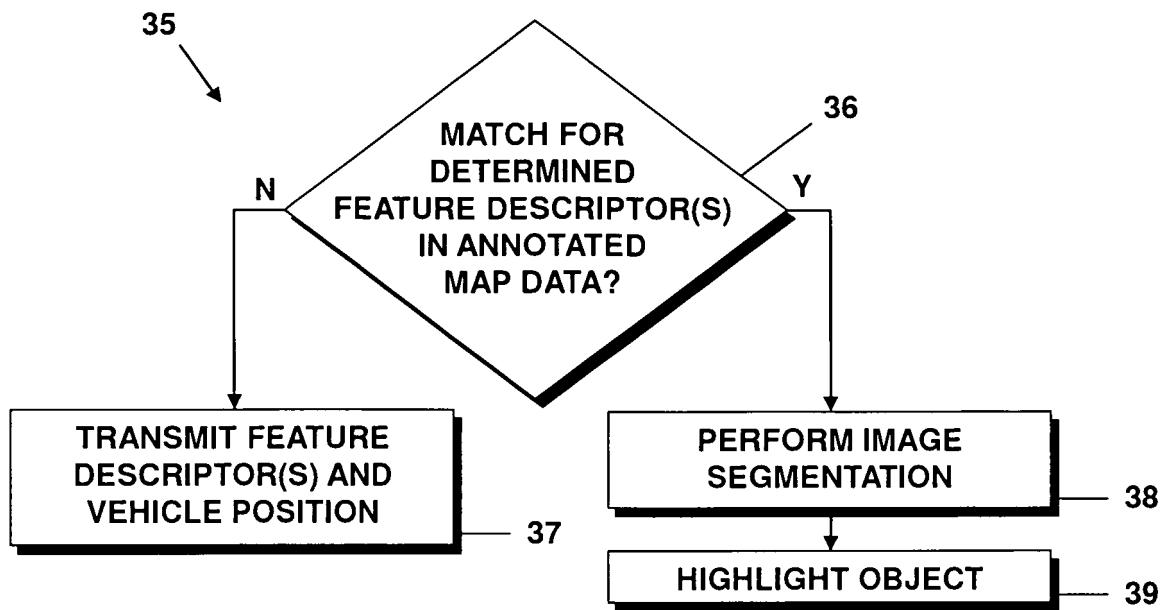 35
36
MATCH FOR
DETERMINED
FEATURE DESCRIPTOR(S)
IN ANNOTATED
MAP DATA?
N
Y
TRANSMIT FEATURE
DESCRIPTOR(S) AND
VEHICLE POSITION
37
PERFORM IMAGE
SEGMENTATION
38
HIGHLIGHT OBJECT
39